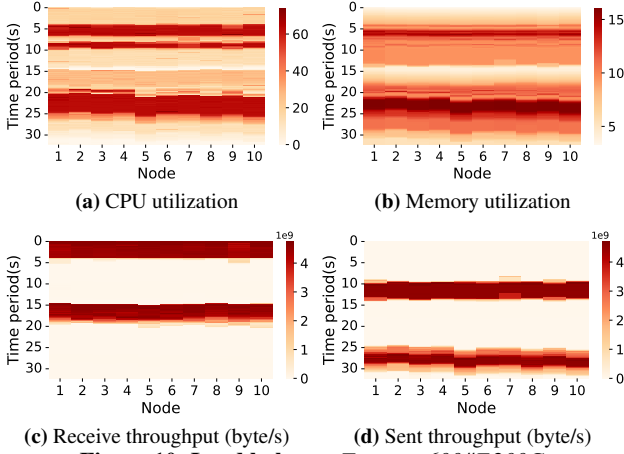 0
5
10
15
20
25
30
Time period(s)
1 2 3 4 5 6 7 8 9 10
Node
60
40
20
0
(a) CPU utilization
0
5
10
15
20
25
30
Time period(s)
1 2 3 4 5 6 7 8 9 10
Node
15
10
5
(b) Memory utilization
0
5
10
15
20
25
30
Time period(s)
1 2 3 4 5 6 7 8 9 10
Node
1e9
4
3
2
1
0
(c) Receive throughput (byte/s)
0
5
10
15
20
25
30
Time period(s)
1 2 3 4 5 6 7 8 9 10
Node
1e9
4
3
2
1
0
(d) Sent throughput (byte/s)